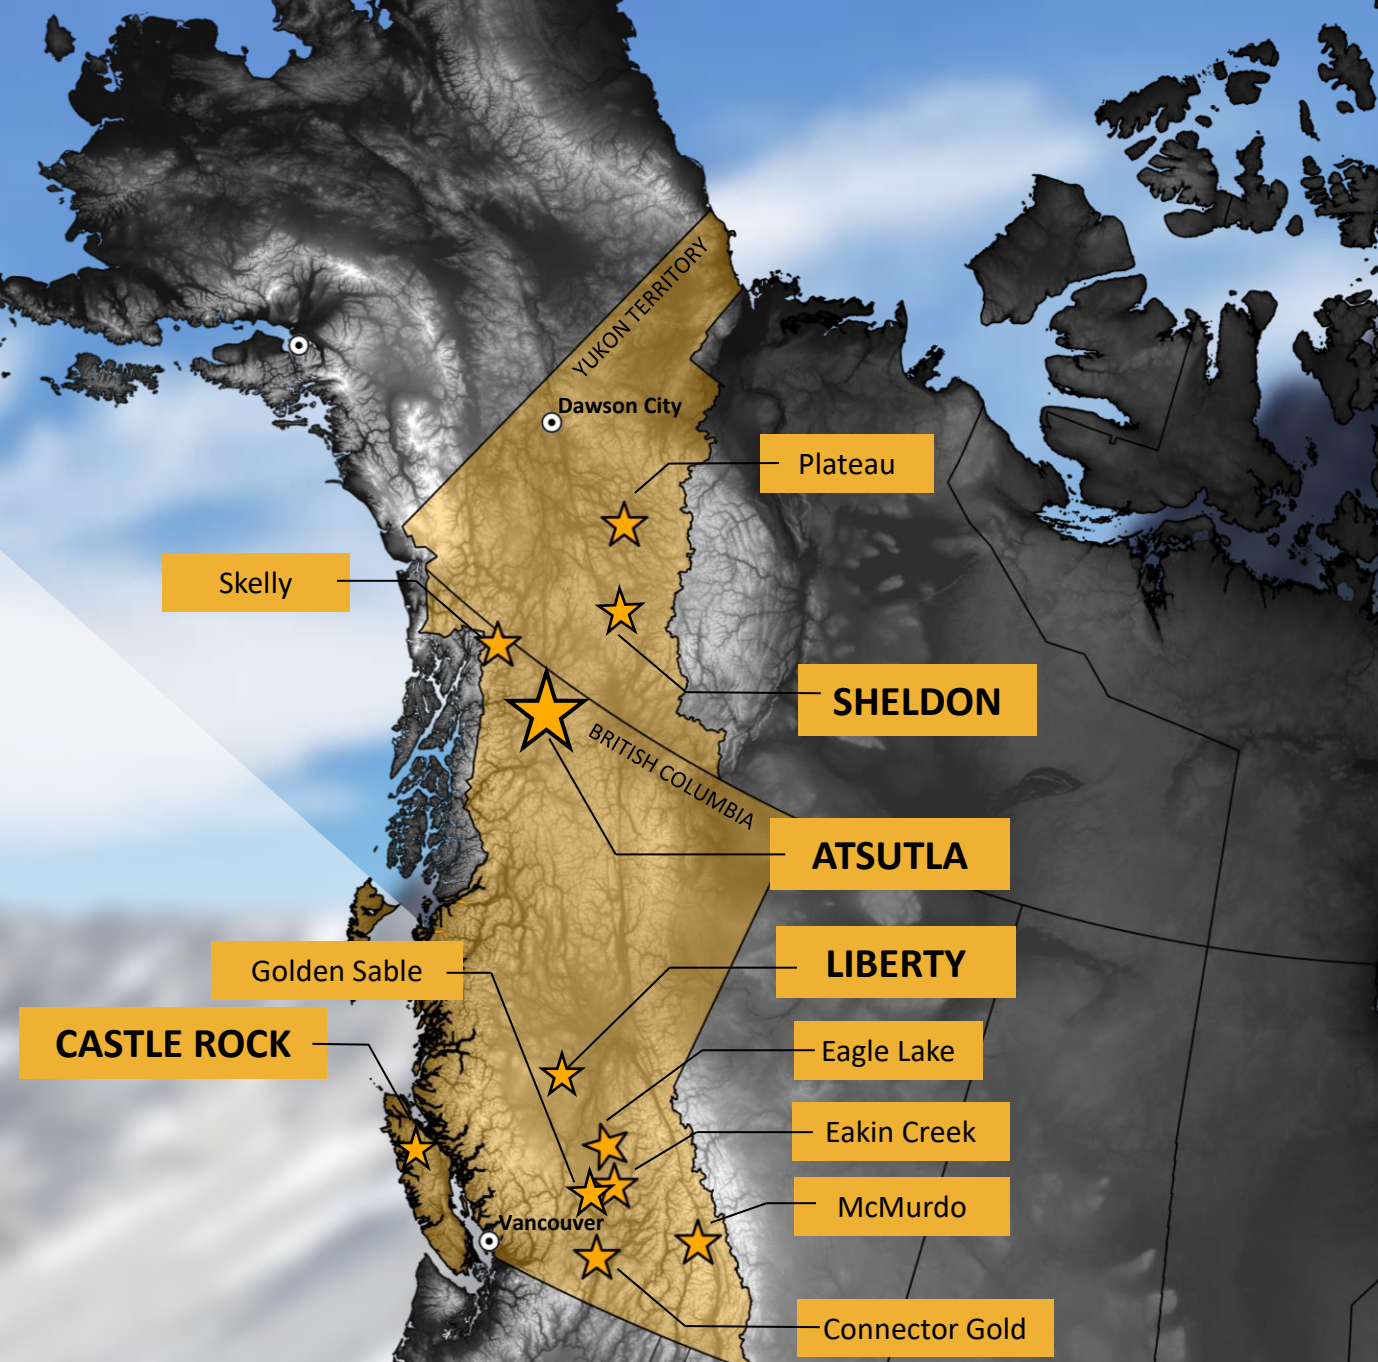 YUKON TERRITORY
Dawson City
Plateau
Skelly
SHELDON
BRITISH COLUMBIA
ATSUTLA
LIBERTY
Golden Sable
CASTLE ROCK
Eagle Lake
Eakin Creek
McMurdo
Vancouver
Connector Gold